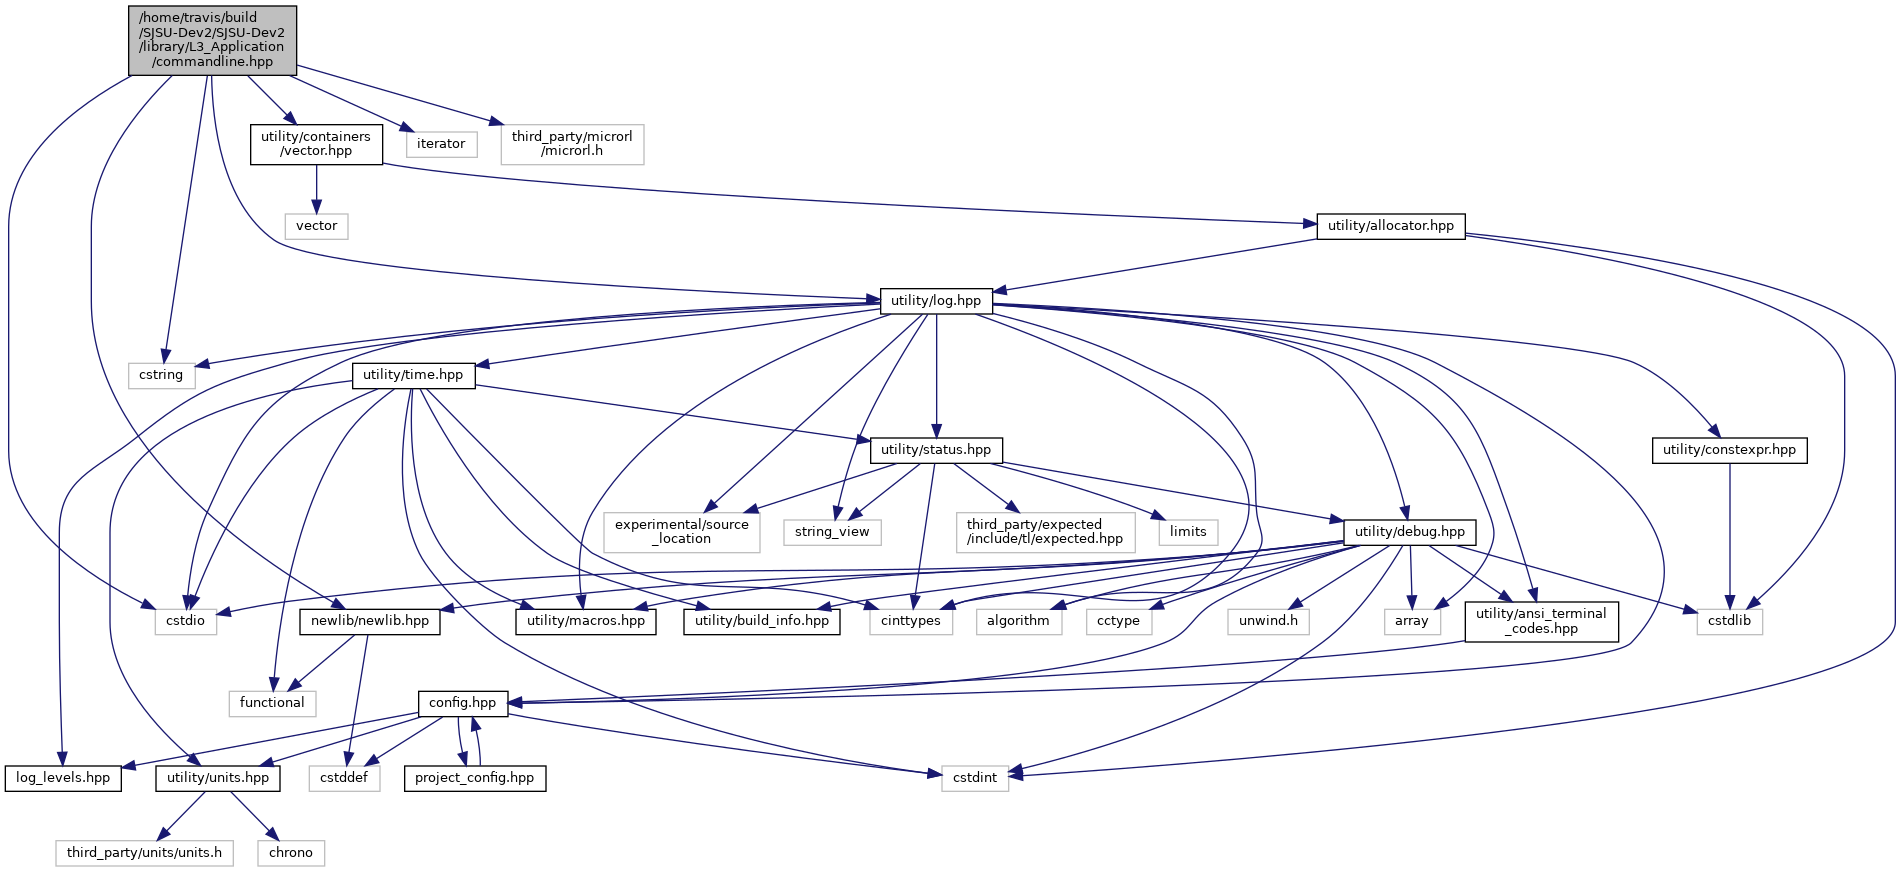 /home/travis/build
/SJSU-Dev2/SJSU-Dev2
/library/L3_Application
/commandline.hpp
utility/containers
/vector.hpp
iterator
third_party/microrl
/microrl.h
vector
utility/allocator.hpp
utility/log.hpp
cstring
utility/time.hpp
utility/status.hpp
utility/constexpr.hpp
experimental/source
_location
string_view
third_party/expected
/include/tl/expected.hpp
limits
utility/debug.hpp
cstdio
newlib/newlib.hpp
utility/macros.hpp
utility/build_info.hpp
cinttypes
algorithm
cctype
unwind.h
array
utility/ansi_terminal
_codes.hpp
cstdlib
functional
config.hpp
log_levels.hpp
utility/units.hpp
cstddef
project_config.hpp
cstdint
third_party/units/units.h
chrono